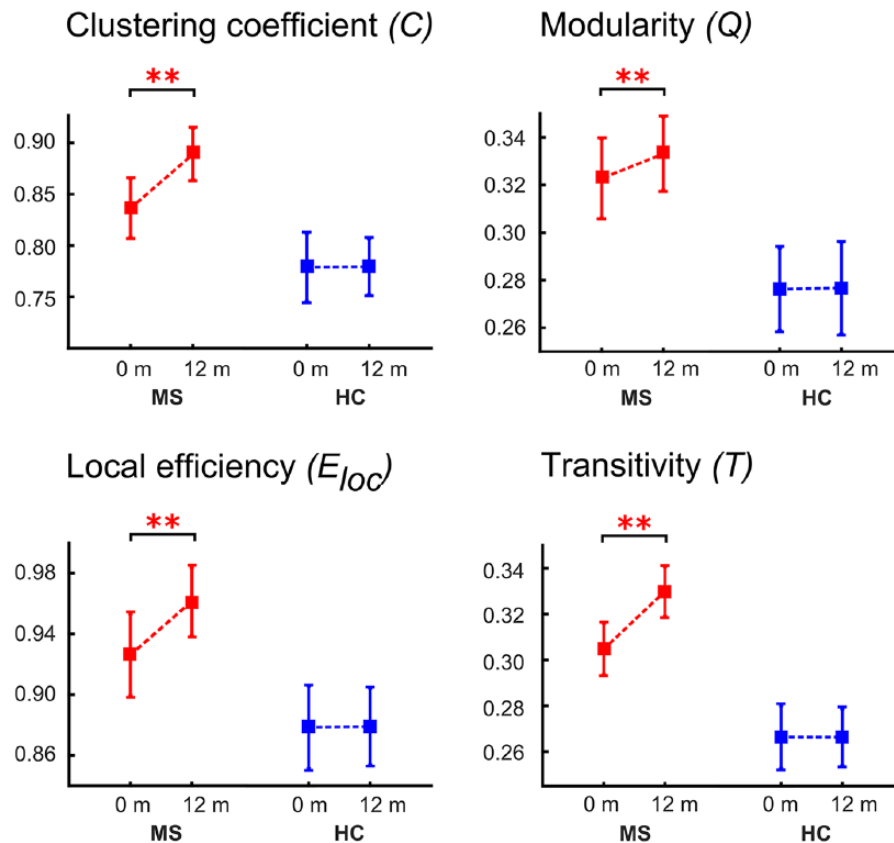 Clustering coefficient (C)
**
0.90
0.85
0.80
0.75
0 m 12 m 0 m 12 m
MS HC
Modularity (Q)
**
0.34
0.32
0.28
0.26
0 m 12 m 0 m 12 m
MS HC
Local efficiency (Eloc)
**
0.98
0.94
0.90
0.86
0 m 12 m 0 m 12 m
MS HC
Transitivity (T)
**
0.34
0.32
0.30
0.28
0.26
0 m 12 m 0 m 12 m
MS HC